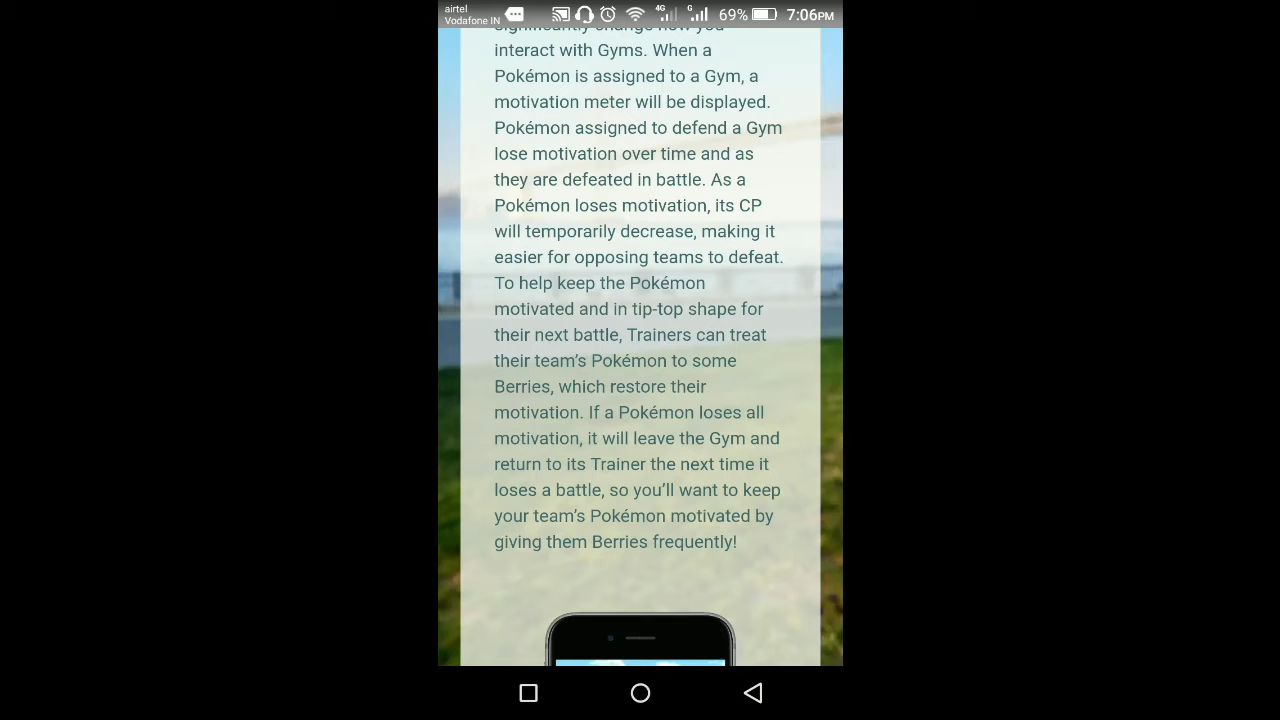 airtel
Vodafone IN
4G
G
69%
7:06PM
significantly change how you
interact with Gyms. When a
Pokémon is assigned to a Gym, a
motivation meter will be displayed.
Pokémon assigned to defend a Gym
lose motivation over time and as
they are defeated in battle. As a
Pokémon loses motivation, its CP
will temporarily decrease, making it
easier for opposing teams to defeat.
To help keep the Pokémon
motivated and in tip-top shape for
their next battle, Trainers can treat
their team’s Pokémon to some
Berries, which restore their
motivation. If a Pokémon loses all
motivation, it will leave the Gym and
return to its Trainer the next time it
loses a battle, so you’ll want to keep
your team’s Pokémon motivated by
giving them Berries frequently!